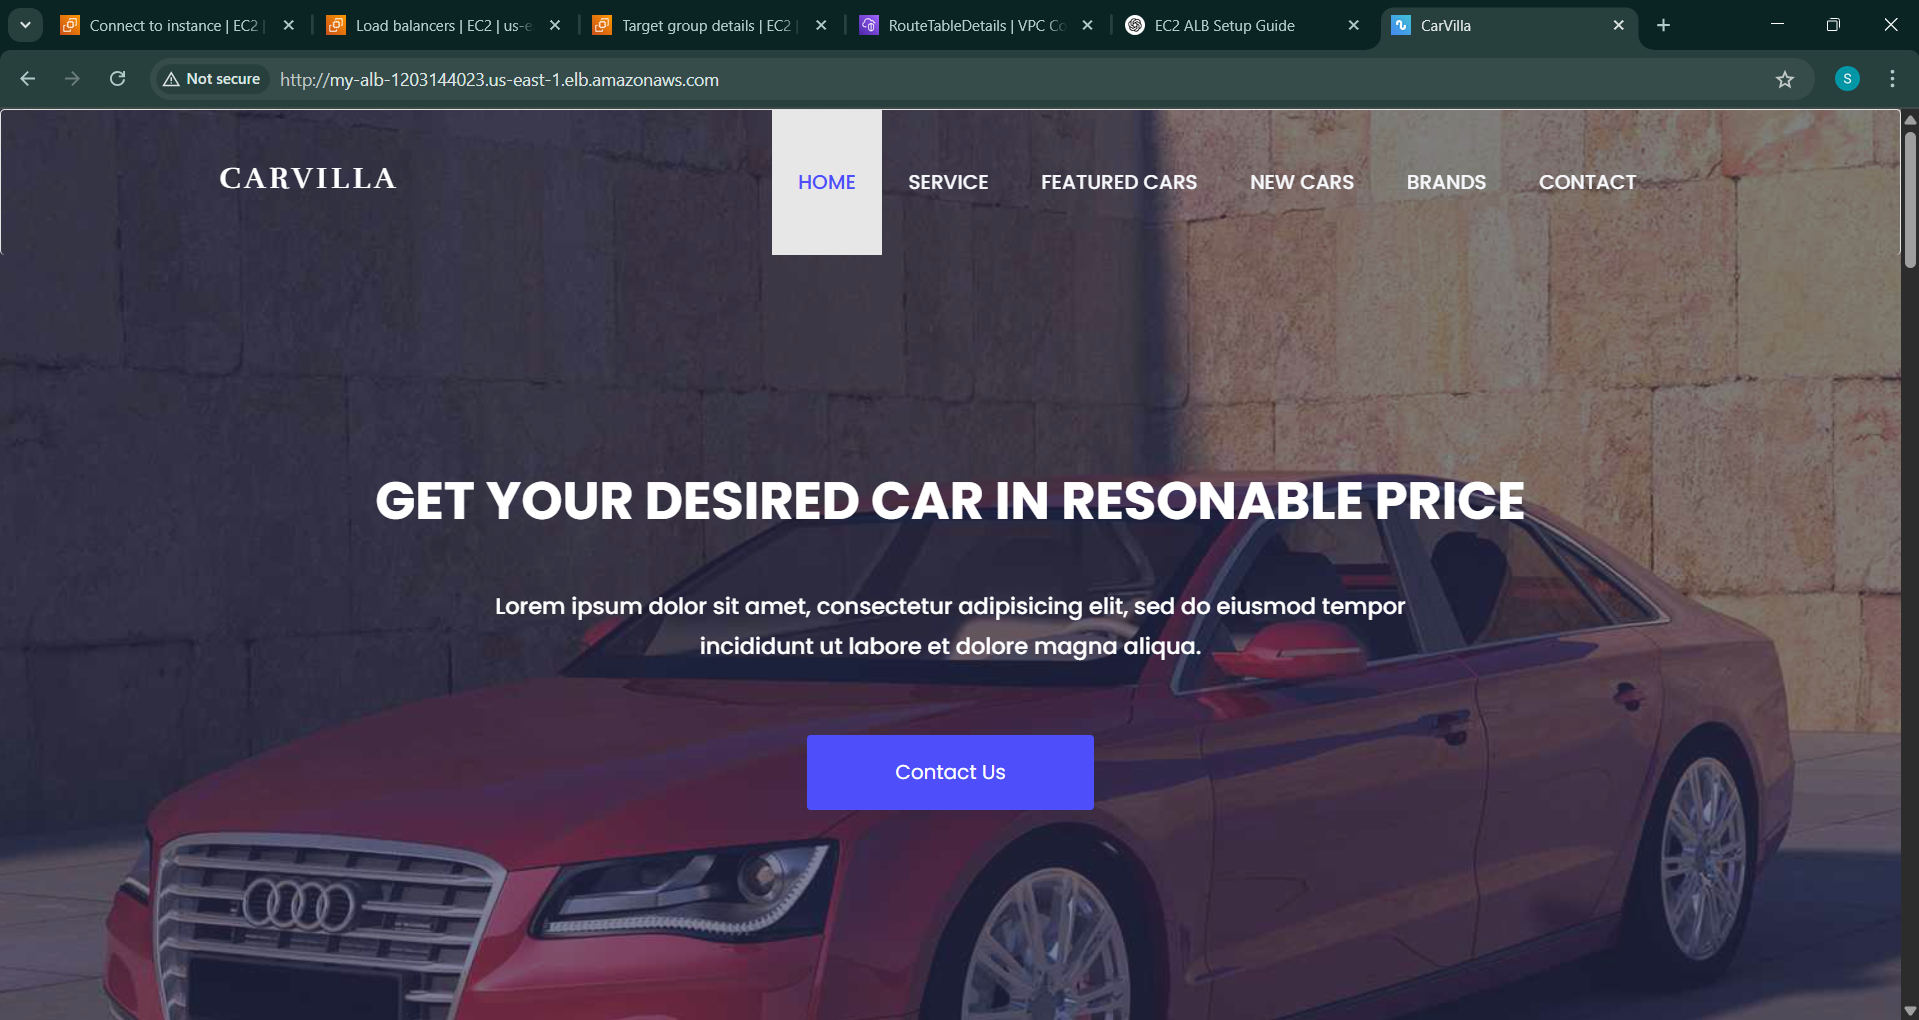 Connect to instance | EC2 |
Load balancers | EC2 | us-e
Target group details | EC2 |
RouteTableDetails | VPC Co
EC2 ALB Setup Guide
CarVilla
Not secure
http://my-alb-1203144023.us-east-1.elb.amazonaws.com
S
CARVILLA
HOME
SERVICE
FEATURED CARS
NEW CARS
BRANDS
CONTACT
GET YOUR DESIRED CAR IN RESONABLE PRICE
Lorem ipsum dolor sit amet, consectetur adipisicing elit, sed do eiusmod tempor
incididunt ut labore et dolore magna aliqua.
Contact Us